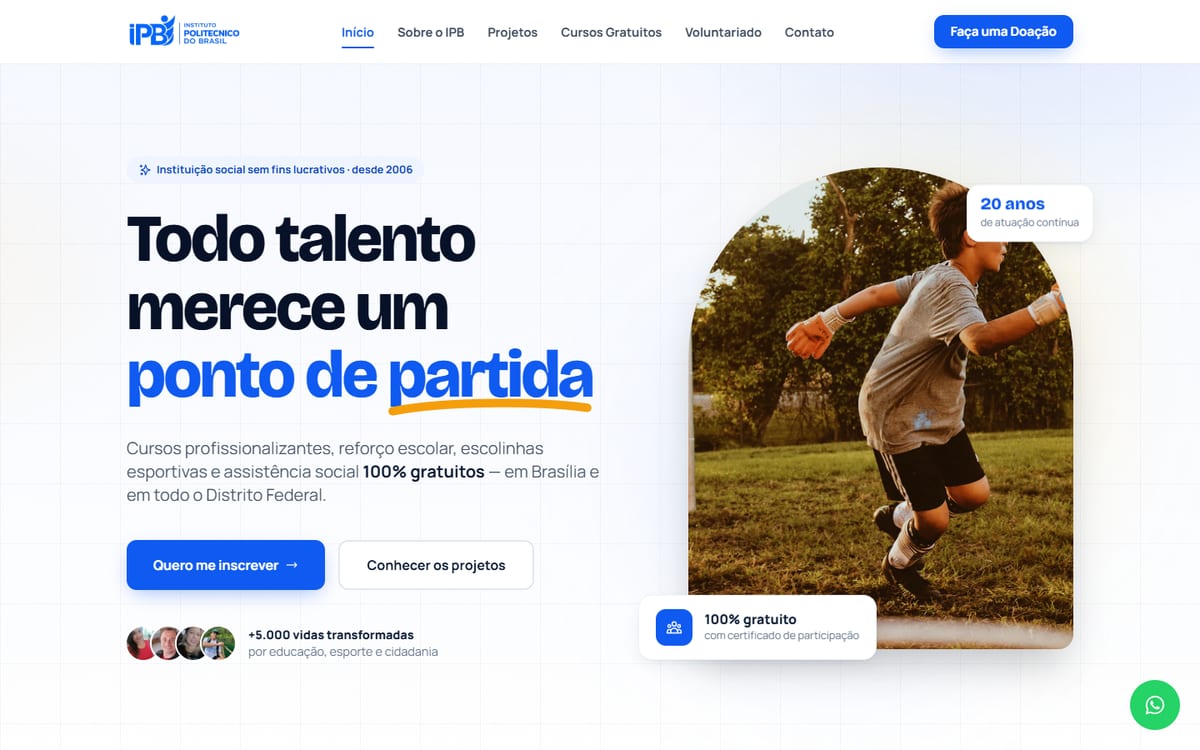 iPB
INSTITUTO
POLITECNICO
DO BRASIL
Início
Sobre o IPB
Projetos
Cursos Gratuitos
Voluntariado
Contato
Faça uma Doação
Instituição social sem fins lucrativos · desde 2006
Todo talento
merece um
ponto de partida
Cursos profissionalizantes, reforço escolar, escolinhas
esportivas e assistência social 100% gratuitos — em Brasília e
em todo o Distrito Federal.
Quero me inscrever →
Conhecer os projetos
+5.000 vidas transformadas
por educação, esporte e cidadania
20 anos
de atuação contínua
100% gratuito
com certificado de participação